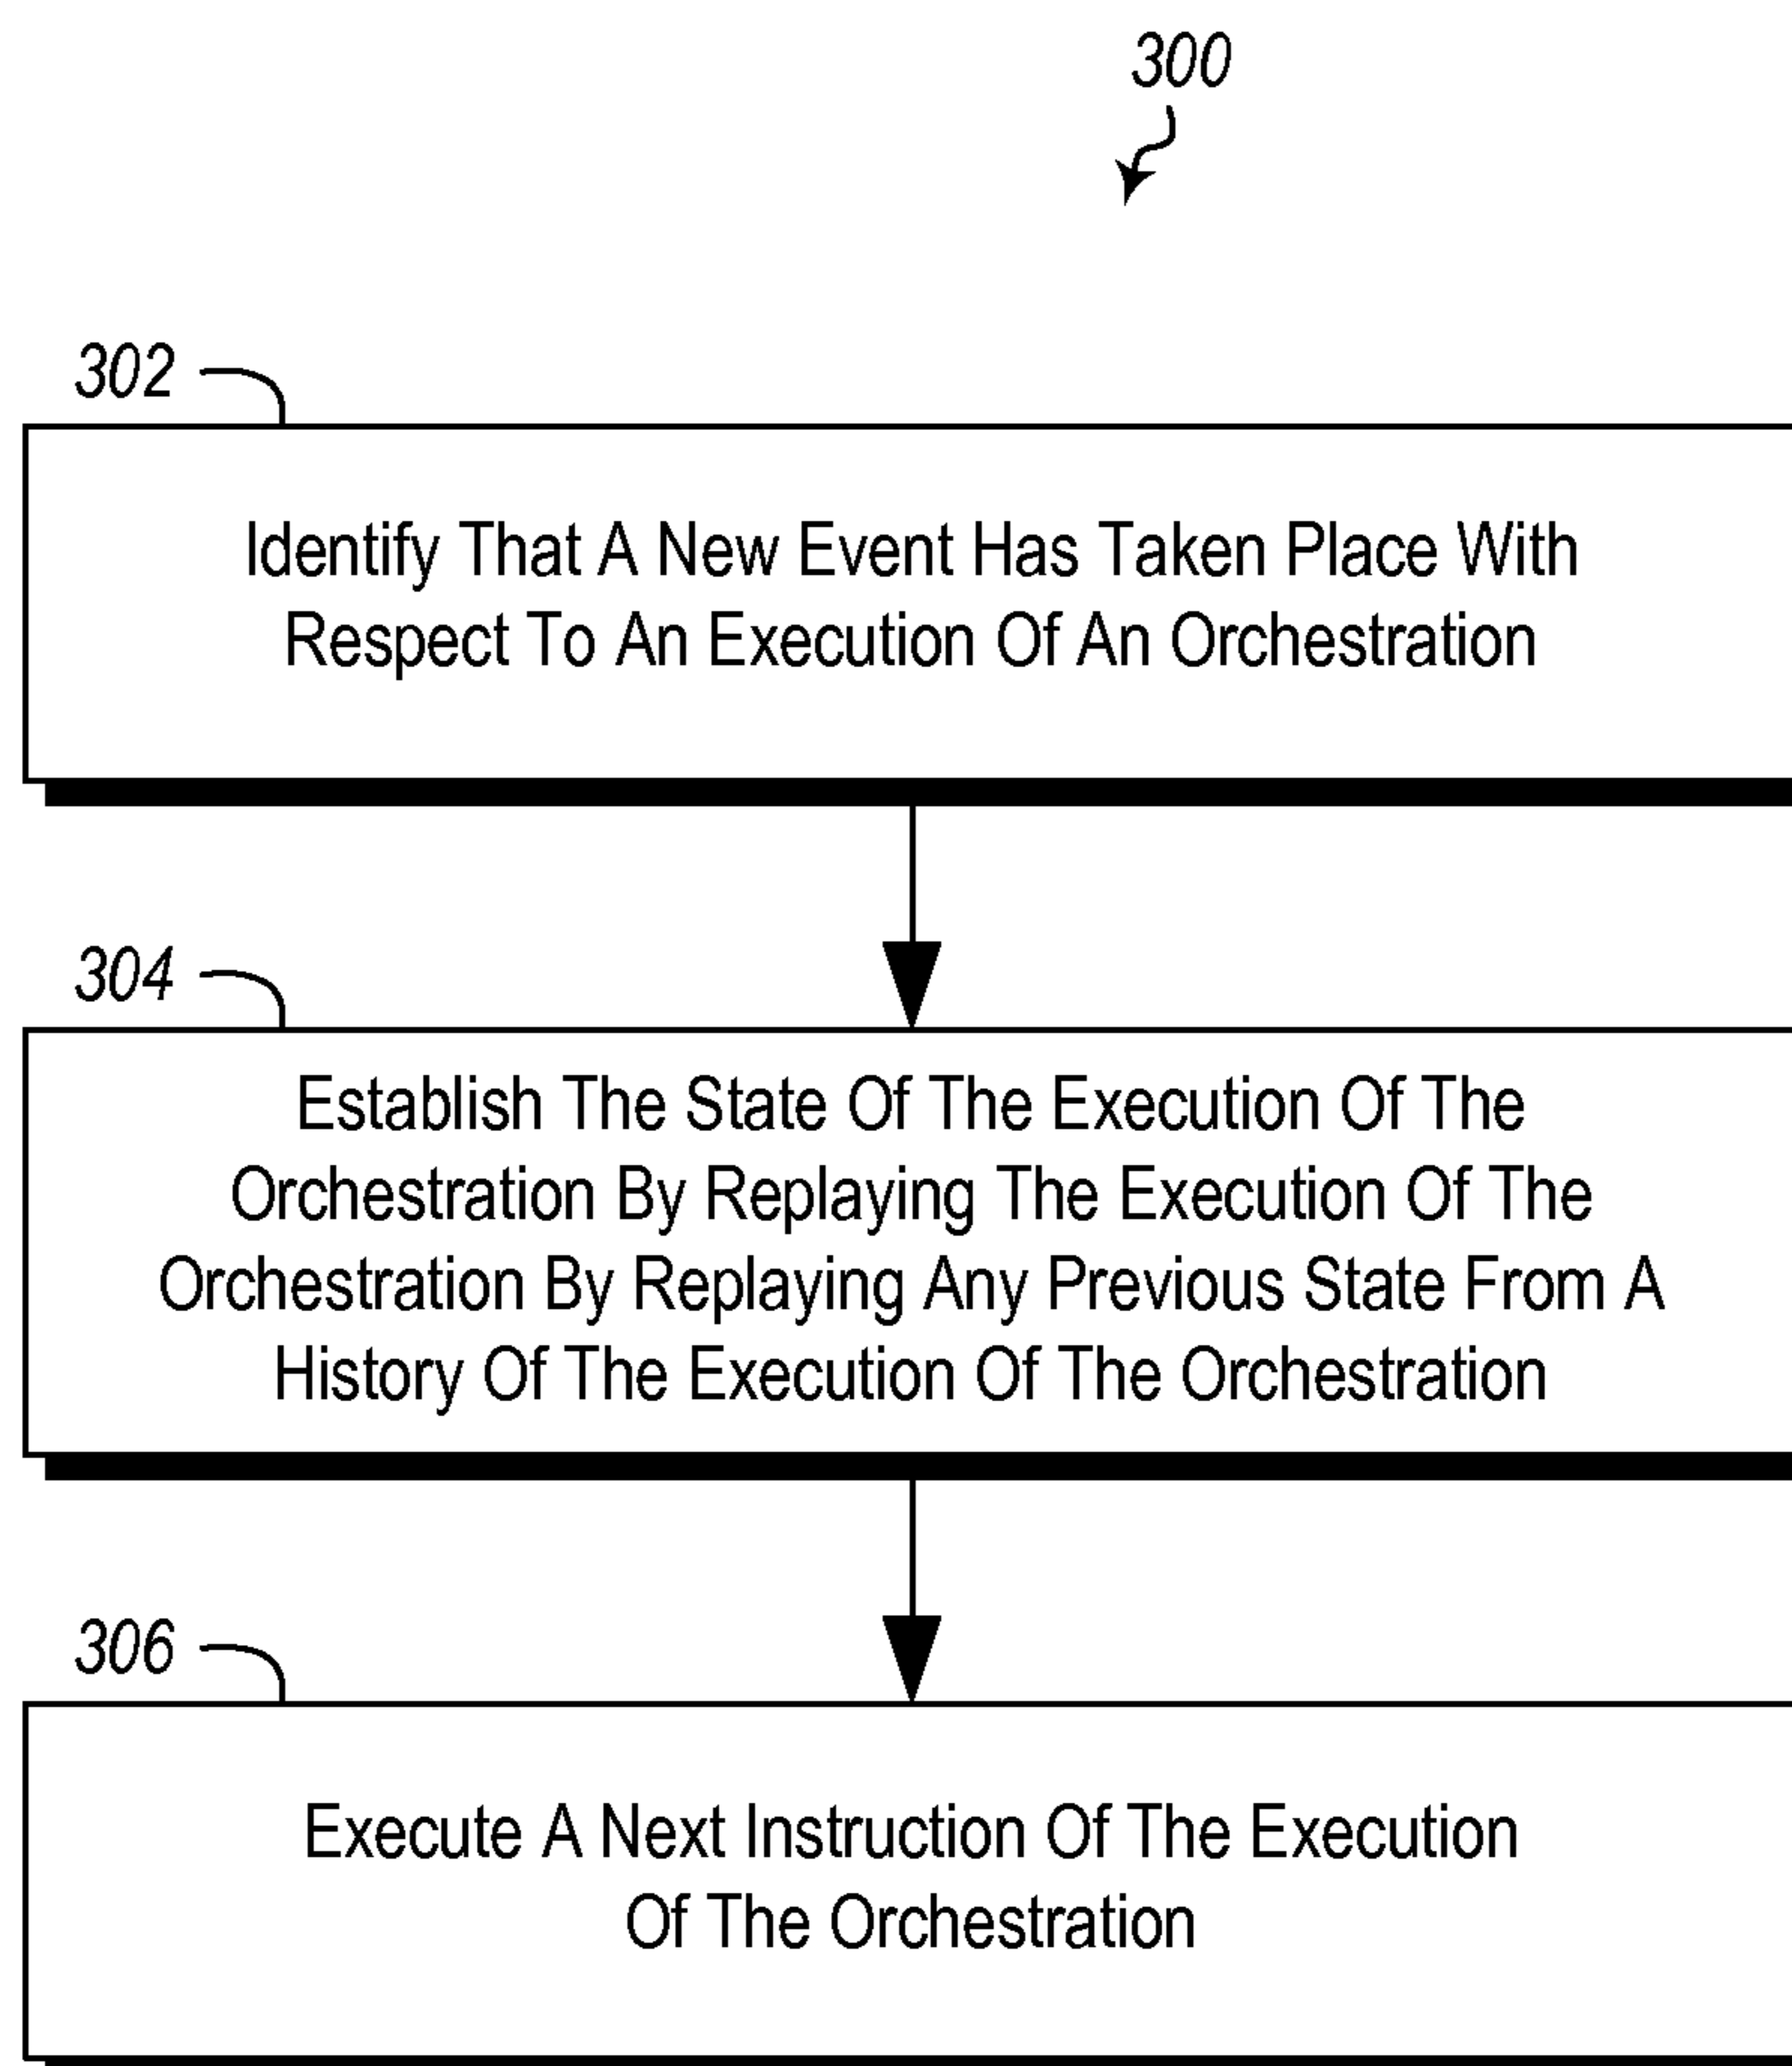 300
302
Identify That A New Event Has Taken Place With
Respect To An Execution Of An Orchestration
304
Establish The State Of The Execution Of The
Orchestration By Replaying The Execution Of The
Orchestration By Replaying Any Previous State From A
History Of The Execution Of The Orchestration
306
Execute A Next Instruction Of The Execution
Of The Orchestration